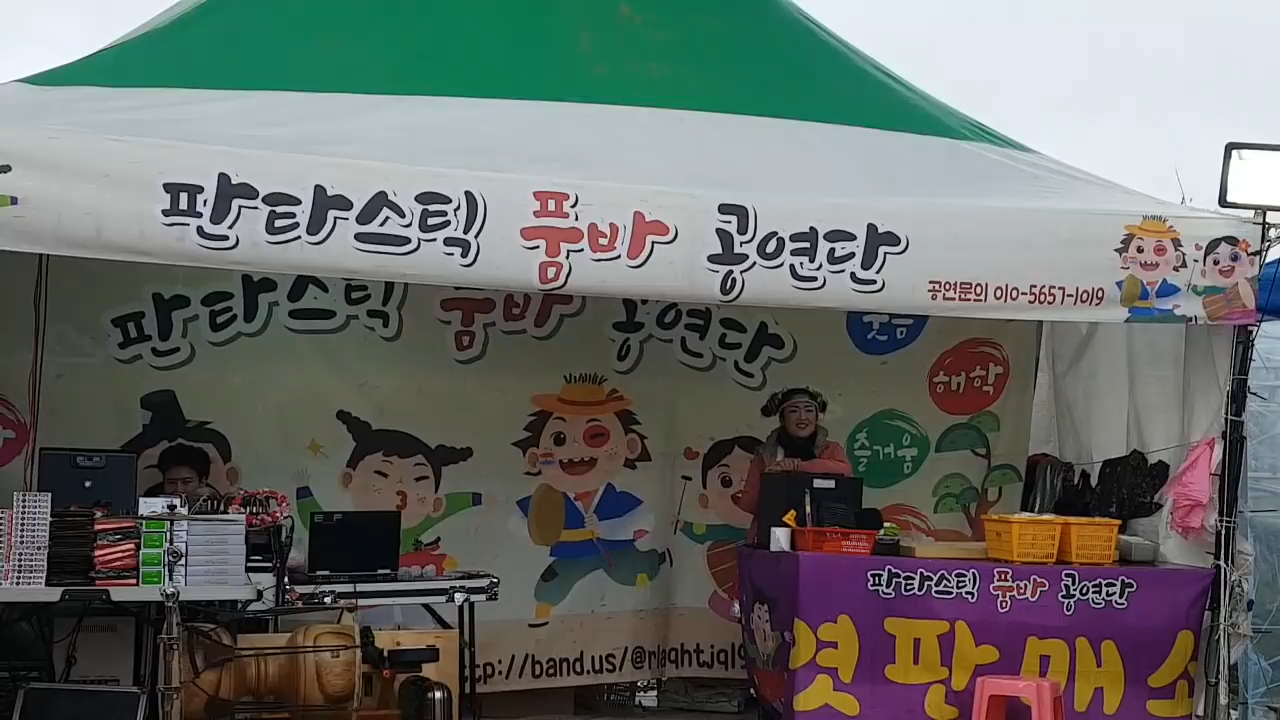 판타스틱 품바 공연단
공연문의 010-5657-1019
판타스틱 품바 공연단
웃음
해학
즐거움
판타스틱 품바 공연단
엿판매소